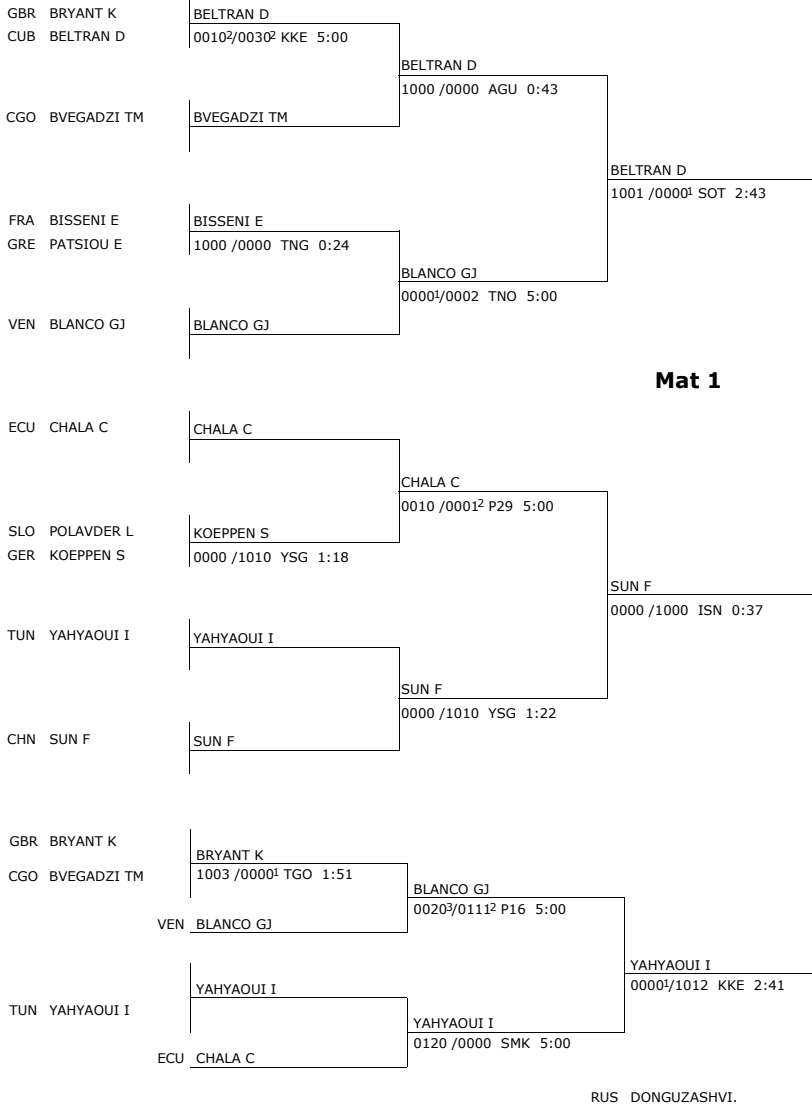 GBR BRYANT K BELTRAN D
CUB BELTRAN D 0010²/0030² KKE 5:00
BELTRAN D
1000 /0000 AGU 0:43
CGO BVEGADZI TM BVEGADZI TM
BELTRAN D
1001 /0000¹ SOT 2:43
FRA BISSENI E BISSENI E
GRE PATSIOU E 1000 /0000 TNG 0:24
BLANCO GJ
0000¹/0002 TNO 5:00
VEN BLANCO GJ BLANCO GJ
Mat 1
ECU CHALA C CHALA C
CHALA C
0010 /0001² P29 5:00
SLO POLAVDER L KOEPPEN S
GER KOEPPEN S 0000 /1010 YSG 1:18
SUN F
0000 /1000 ISN 0:37
TUN YAHYAOUI I YAHYAOUI I
SUN F
0000 /1010 YSG 1:22
CHN SUN F SUN F
GBR BRYANT K
BRYANT K
CGO BVEGADZI TM 1003 /0000¹ TGO 1:51
BLANCO GJ
0020³/0111² P16 5:00
VEN BLANCO GJ
YAHYAOUI I
0000¹/1012 KKE 2:41
YAHYAOUI I
TUN YAHYAOUI I
YAHYAOUI I
0120 /0000 SMK 5:00
ECU CHALA C
RUS DONGUZASHVI.